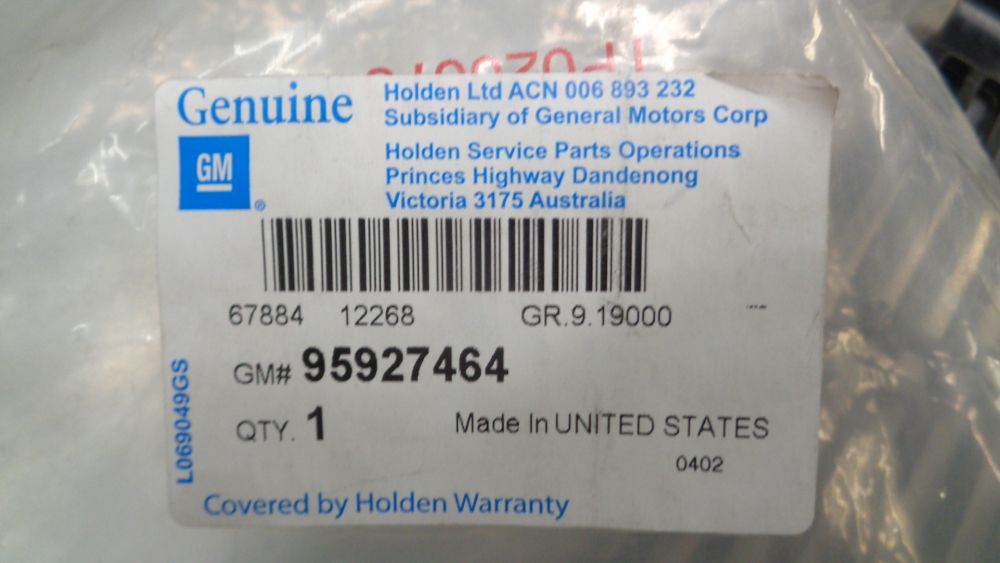 Genuine
GM
®
Holden Ltd ACN 006 893 232
Subsidiary of General Motors Corp
Holden Service Parts Operations
Princes Highway Dandenong
Victoria 3175 Australia
67884 12268 GR.9.19000 ---
GM# 95927464
QTY. 1 Made In UNITED STATES
0402
L069049GS
Covered by Holden Warranty